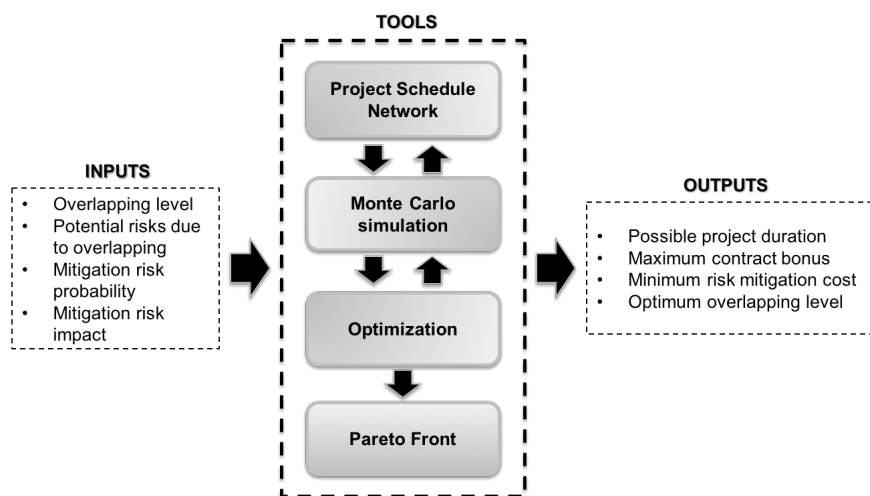 TOOLS
Project Schedule
Network
Monte Carlo
simulation
Optimization
Pareto Front
INPUTS
• Overlapping level
• Potential risks due
to overlapping
• Mitigation risk
probability
• Mitigation risk
impact
OUTPUTS
• Possible project duration
• Maximum contract bonus
• Minimum risk mitigation cost
• Optimum overlapping level